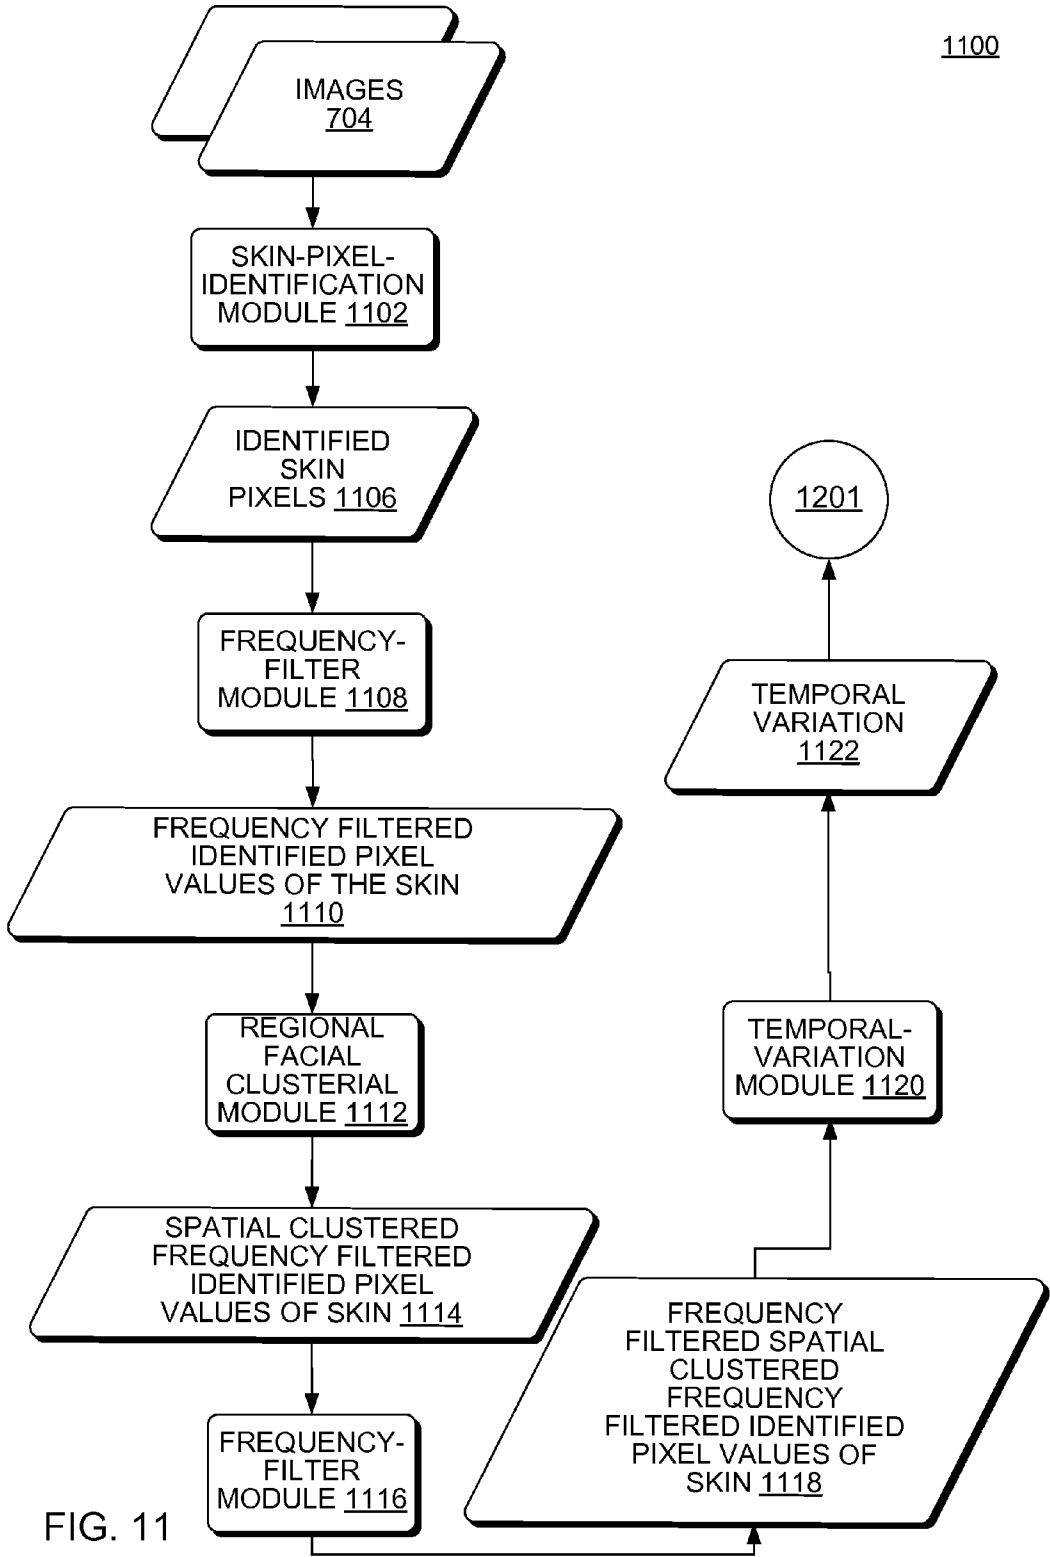 1100
IMAGES
704
SKIN-PIXEL-
IDENTIFICATION
MODULE 1102
IDENTIFIED
SKIN
PIXELS 1106
FREQUENCY-
FILTER
MODULE 1108
FREQUENCY FILTERED
IDENTIFIED PIXEL
VALUES OF THE SKIN
1110
REGIONAL
FACIAL
CLUSTERIAL
MODULE 1112
SPATIAL CLUSTERED
FREQUENCY FILTERED
IDENTIFIED PIXEL
VALUES OF SKIN 1114
FREQUENCY-
FILTER
MODULE 1116
FREQUENCY
FILTERED SPATIAL
CLUSTERED
FREQUENCY
FILTERED IDENTIFIED
PIXEL VALUES OF
SKIN 1118
TEMPORAL-
VARIATION
MODULE 1120
TEMPORAL
VARIATION
1122
1201
FIG. 11